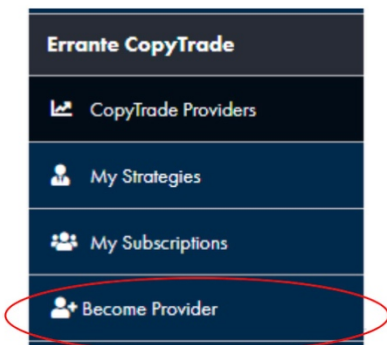 Errante CopyTrade
CopyTrade Providers
My Strategies
My Subscriptions
Become Provider